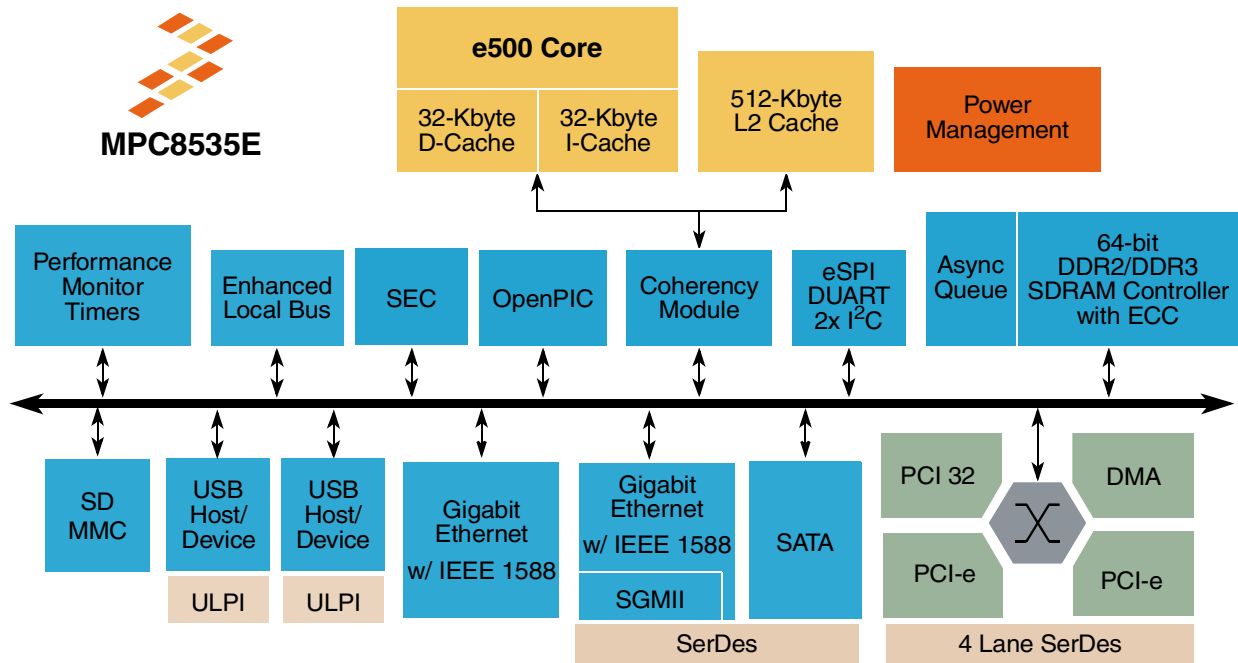 MPC8535E
e500 Core
32-Kbyte
D-Cache
32-Kbyte
I-Cache
512-Kbyte
L2 Cache
Power
Management
Performance
Monitor
Timers
Enhanced
Local Bus
SEC
OpenPIC
Coherency
Module
eSPI
DUART
2x I²C
Async
Queue
64-bit
DDR2/DDR3
SDRAM Controller
with ECC
SD
MMC
USB
Host/
Device
ULPI
USB
Host/
Device
ULPI
Gigabit
Ethernet
w/ IEEE 1588
Gigabit
Ethernet
w/ IEEE 1588
SGMII
SATA
SerDes
PCI 32
DMA
PCI-e
PCI-e
4 Lane SerDes